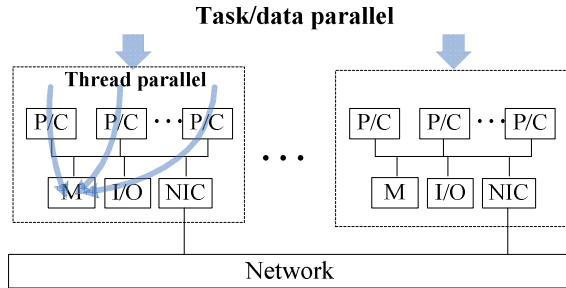 Task/data parallel
Thread parallel
P/C P/C ··· P/C P/C P/C ··· P/C
···
M I/O NIC M I/O NIC
Network